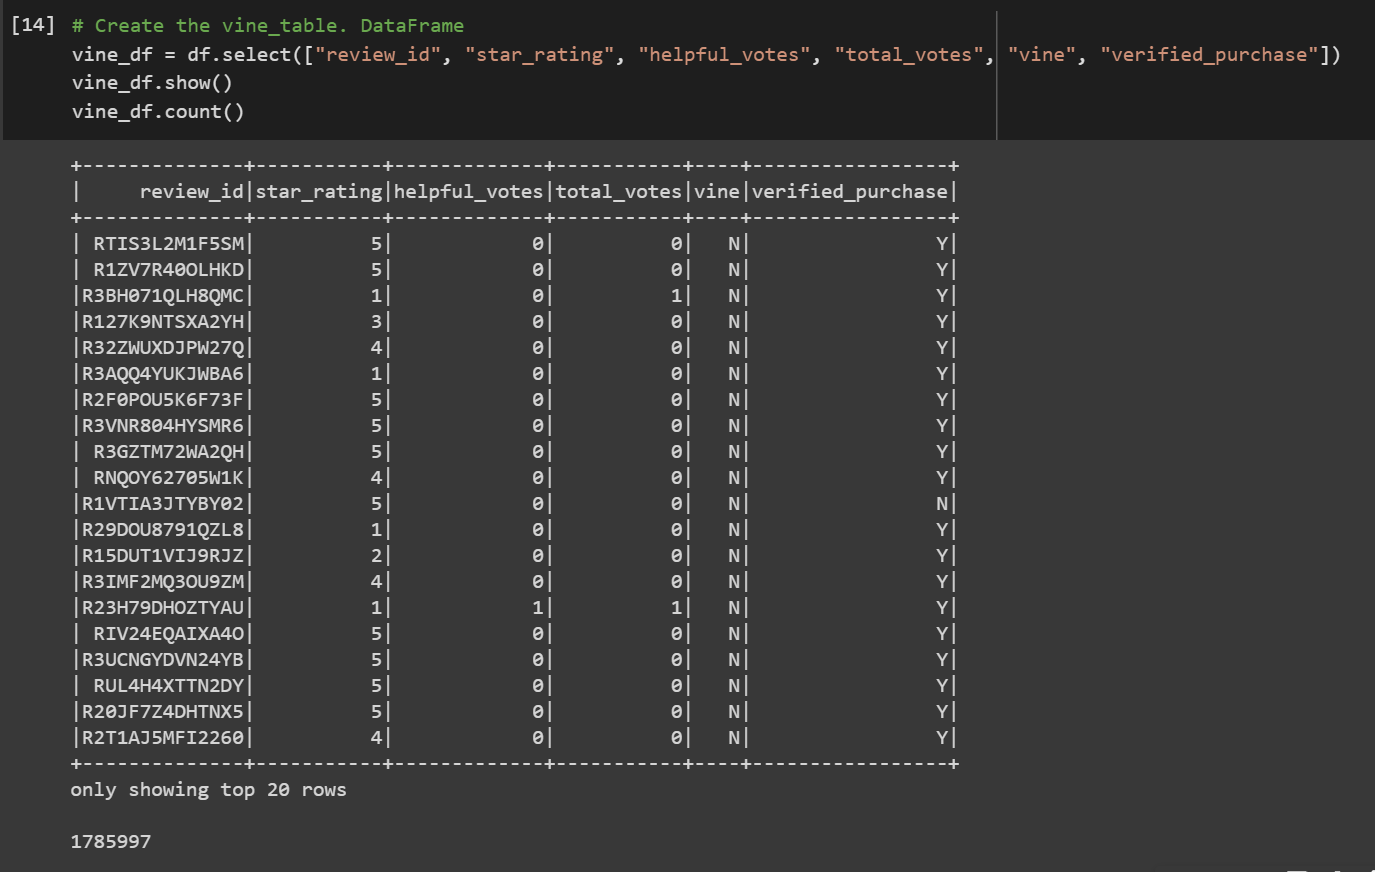 [14] # Create the vine_table. DataFrame
vine_df = df.select(["review_id", "star_rating", "helpful_votes", "total_votes", "vine", "verified_purchase"])
vine_df.show()
vine_df.count()
+--------------+-----------+-------------+-----------+----+-----------------+
|     review_id|star_rating|helpful_votes|total_votes|vine|verified_purchase|
+--------------+-----------+-------------+-----------+----+-----------------+
| RTIS3L2M1F5SM|          5|            0|          0|   N|                Y|
| R1ZV7R40OLHKD|          5|            0|          0|   N|                Y|
|R3BH071QLH8QMC|          1|            0|          1|   N|                Y|
|R127K9NTSXA2YH|          3|            0|          0|   N|                Y|
|R32ZWUXDJPW27Q|          4|            0|          0|   N|                Y|
|R3AQQ4YUKJWBA6|          1|            0|          0|   N|                Y|
|R2F0POU5K6F73F|          5|            0|          0|   N|                Y|
|R3VNR804HYSMR6|          5|            0|          0|   N|                Y|
| R3GZTM72WA2QH|          5|            0|          0|   N|                Y|
| RNQOY62705W1K|          4|            0|          0|   N|                Y|
|R1VTIA3JTYBY02|          5|            0|          0|   N|                N|
|R29DOU8791QZL8|          1|            0|          0|   N|                Y|
|R15DUT1VIJ9RJZ|          2|            0|          0|   N|                Y|
|R3IMF2MQ3OU9ZM|          4|            0|          0|   N|                Y|
|R23H79DHOZTYAU|          1|            1|          1|   N|                Y|
| RIV24EQAIXA4O|          5|            0|          0|   N|                Y|
|R3UCNGYDVN24YB|          5|            0|          0|   N|                Y|
| RUL4H4XTTN2DY|          5|            0|          0|   N|                Y|
|R20JF7Z4DHTNX5|          5|            0|          0|   N|                Y|
|R2T1AJ5MFI2260|          4|            0|          0|   N|                Y|
+--------------+-----------+-------------+-----------+----+-----------------+
only showing top 20 rows
1785997